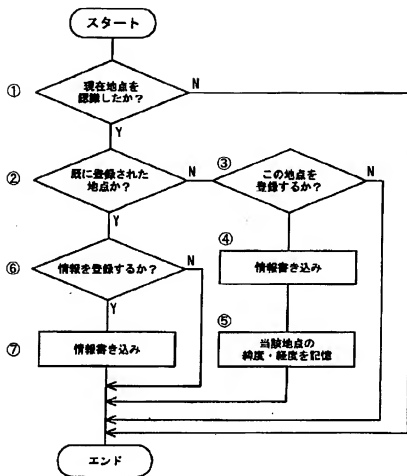 スタート
①
現在地点を
認識したか？
N
Y
②
既に登録された
地点か？
N
③
この地点を
登録するか？
N
Y
④
情報書き込み
⑥
情報を登録するか？
N
Y
⑤
当該地点の
緯度・経度を記憶
⑦
情報書き込み
エンド